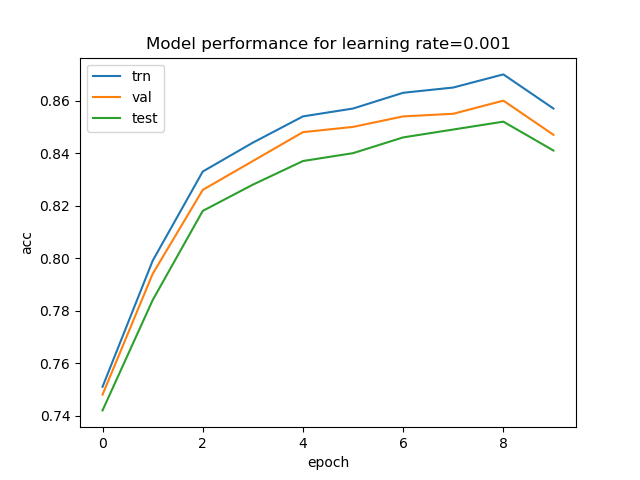 Model performance for learning rate=0.001
trn
val
test
0.86
0.84
0.82
0.80
0.78
0.76
0.74
acc
0 2 4 6 8
epoch